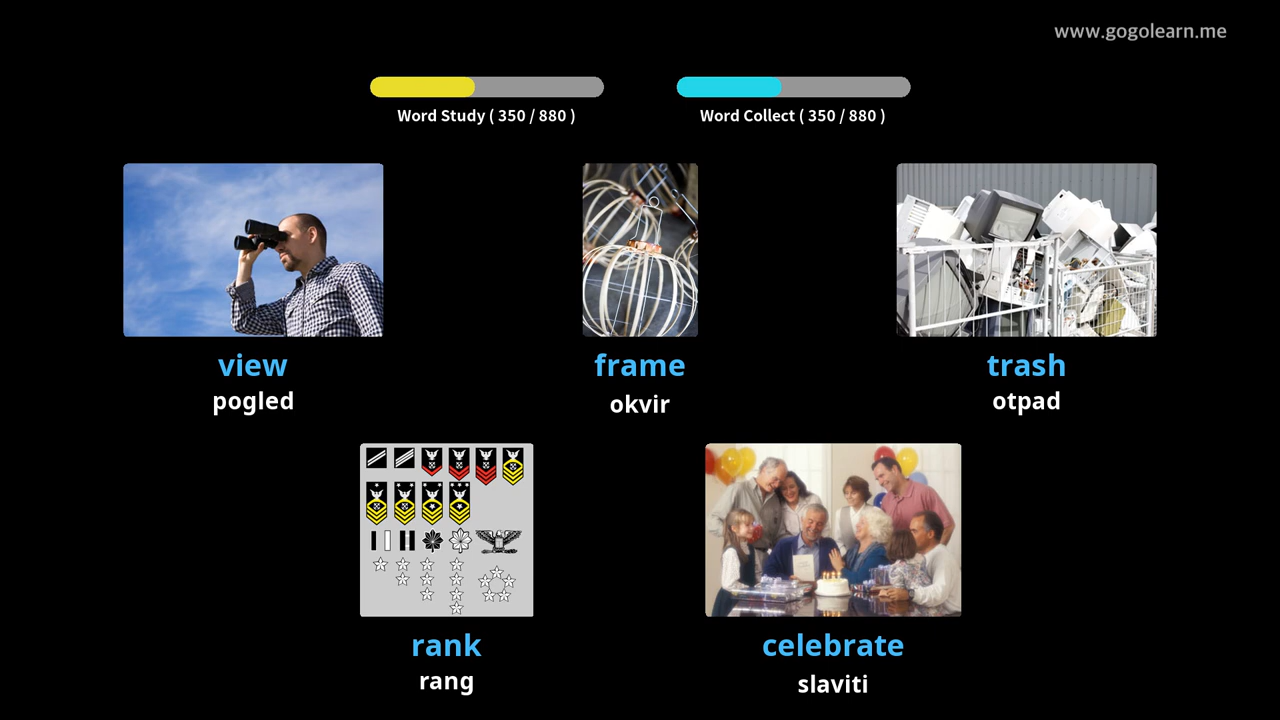 www.gogolearn.me
Word Study ( 350 / 880 )
Word Collect ( 350 / 880 )
view
pogled
frame
okvir
trash
otpad
rank
rang
celebrate
slaviti